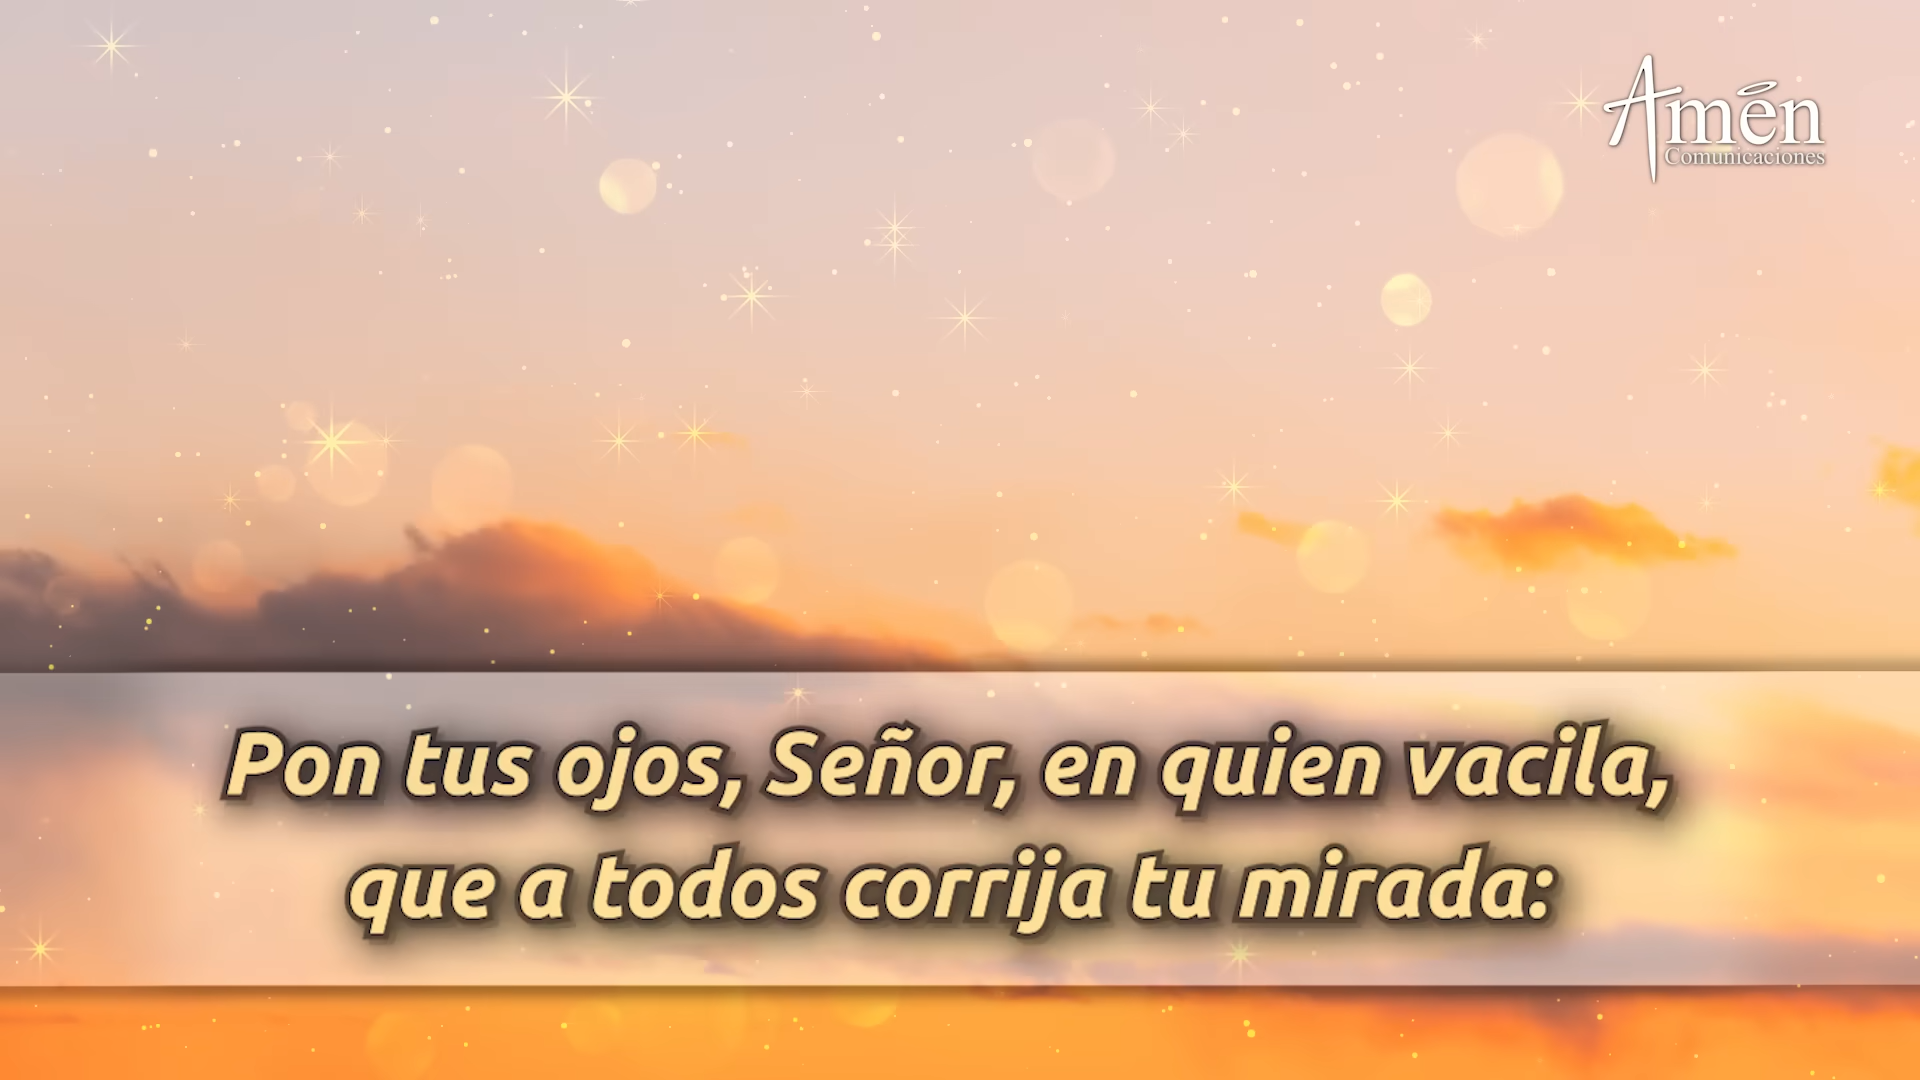 Amén
Comunicaciones
Pon tus ojos, Señor, en quien vacila,
que a todos corrija tu mirada: